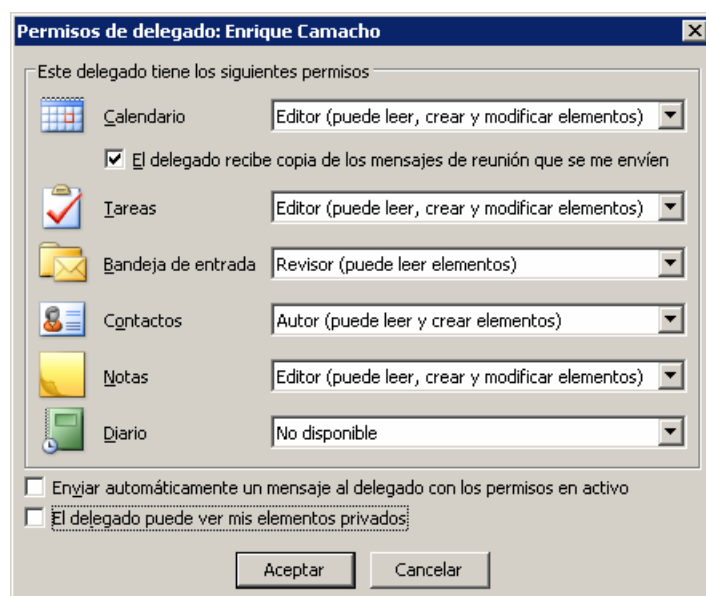 Permisos de delegado: Enrique Camacho
Este delegado tiene los siguientes permisos
Calendario Editor (puede leer, crear y modificar elementos)
El delegado recibe copia de los mensajes de reunión que se me envíen
Tareas Editor (puede leer, crear y modificar elementos)
Bandeja de entrada Revisor (puede leer elementos)
Contactos Autor (puede leer y crear elementos)
Notas Editor (puede leer, crear y modificar elementos)
Diario No disponible
Enviar automáticamente un mensaje al delegado con los permisos en activo
El delegado puede ver mis elementos privados
Aceptar Cancelar